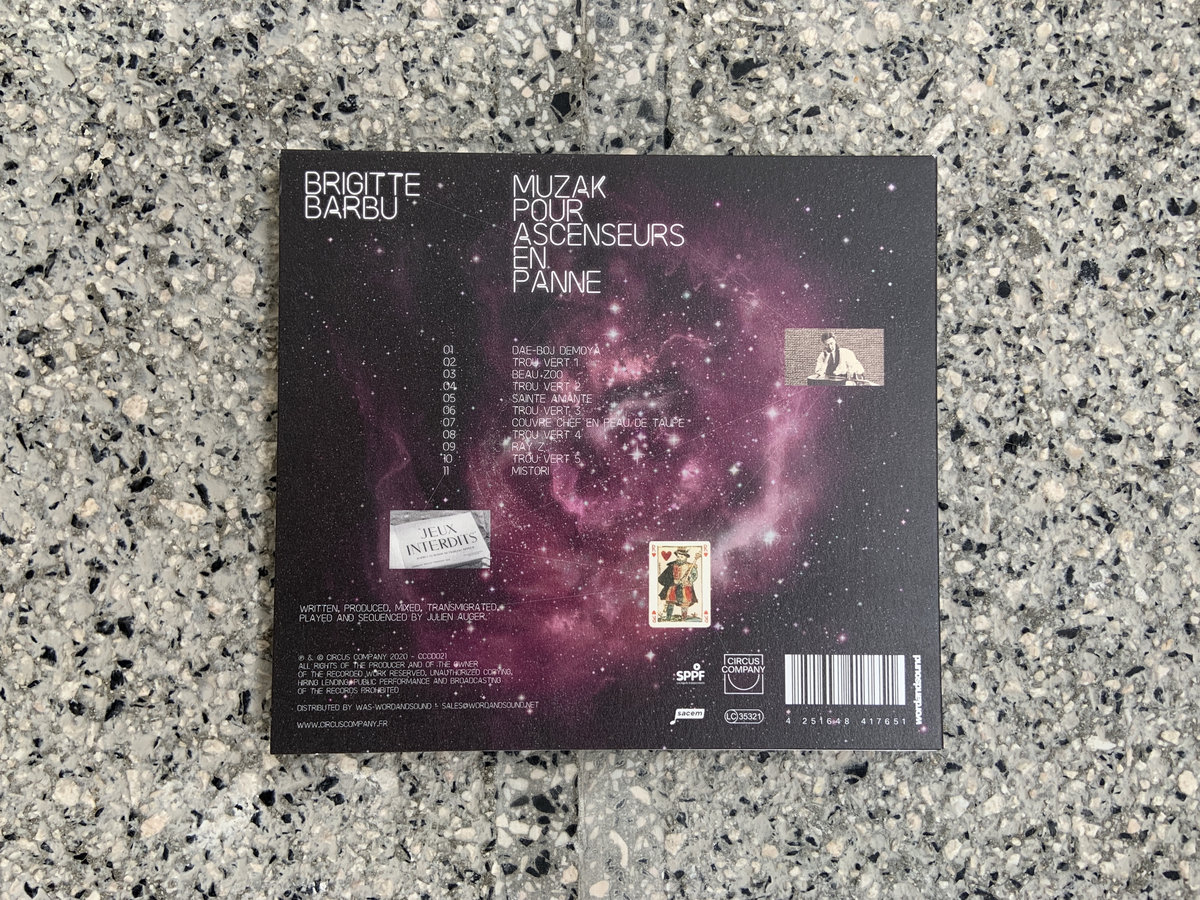 BRIGITTE
BARBU
MUZAK
POUR
ASCENSEURS
EN
PANNE
01 DAE-BOJ DEMOYA
02 TROU VERT 1
03 BEAU ZOO
04 TROU VERT 2
05 SAINTE AMANTE
06 TROU VERT 3
07 COUVRE CHEF EN PEAU DE TAUPE
08 TROU VERT 4
09 RAY Z
10 TROU VERT 5
11 MISTORI
JEUX
INTERDITS
WRITTEN, PRODUCED, MIXED, TRANSMIGRATED,
PLAYED AND SEQUENCED BY JULIEN AUGER.
℗ & © CIRCUS COMPANY 2020 - CCCD021
ALL RIGHTS OF THE PRODUCER AND OF THE OWNER
OF THE RECORDED WORK RESERVED, UNAUTHORIZED COPYING,
HIRING LENDING, PUBLIC PERFORMANCE AND BROADCASTING
OF THE RECORDS PROHIBITED
DISTRIBUTED BY WAS-WORDANDSOUND - SALES@WORDANDSOUND.NET
WWW.CIRCUSCOMPANY.FR
SPPF
sacem
CIRCUS
COMPANY
LC 35321
4 251648 417651
wordandsound